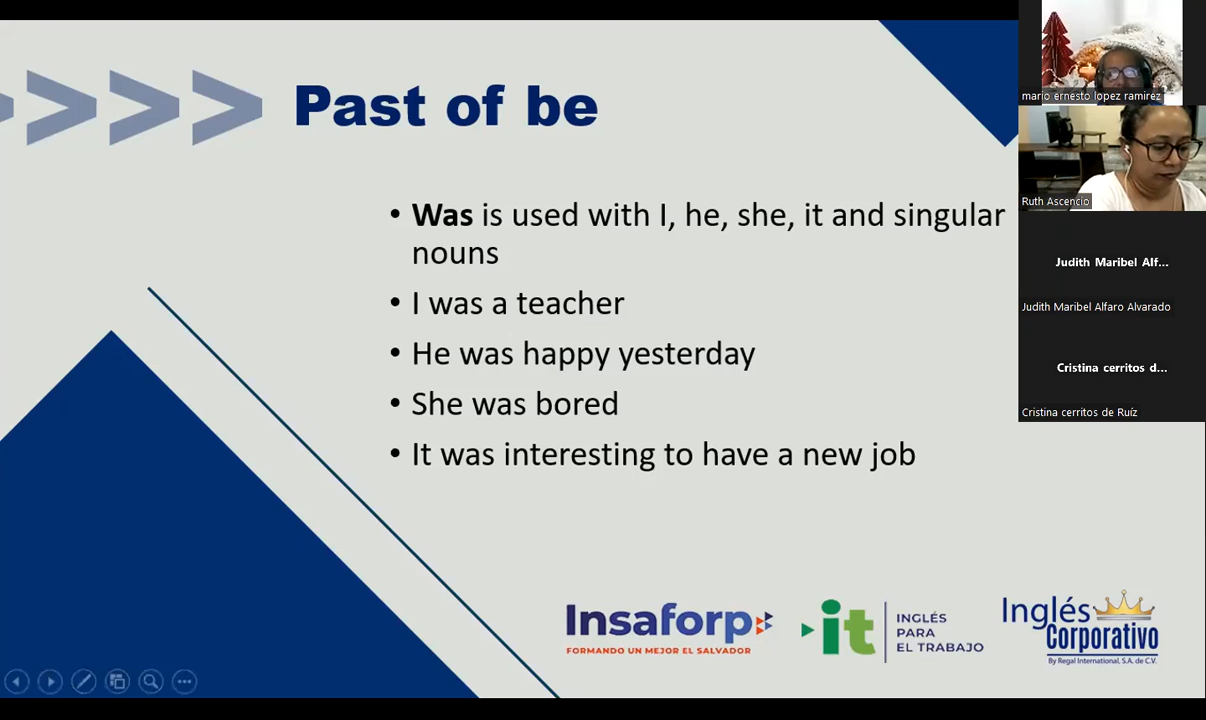 Past of be
• Was is used with I, he, she, it and singular
nouns
• I was a teacher
• He was happy yesterday
• She was bored
• It was interesting to have a new job
Insaforp
FORMANDO UN MEJOR EL SALVADOR
it
INGLÉS
PARA
EL TRABAJO
Inglés
Corporativo
By Regal International, S.A. de C.V.
mario ernesto lopez ramirez
Ruth Ascencio
Judith Maribel Alf...
Judith Maribel Alfaro Alvarado
Cristina cerritos d...
Cristina cerritos de Ruíz